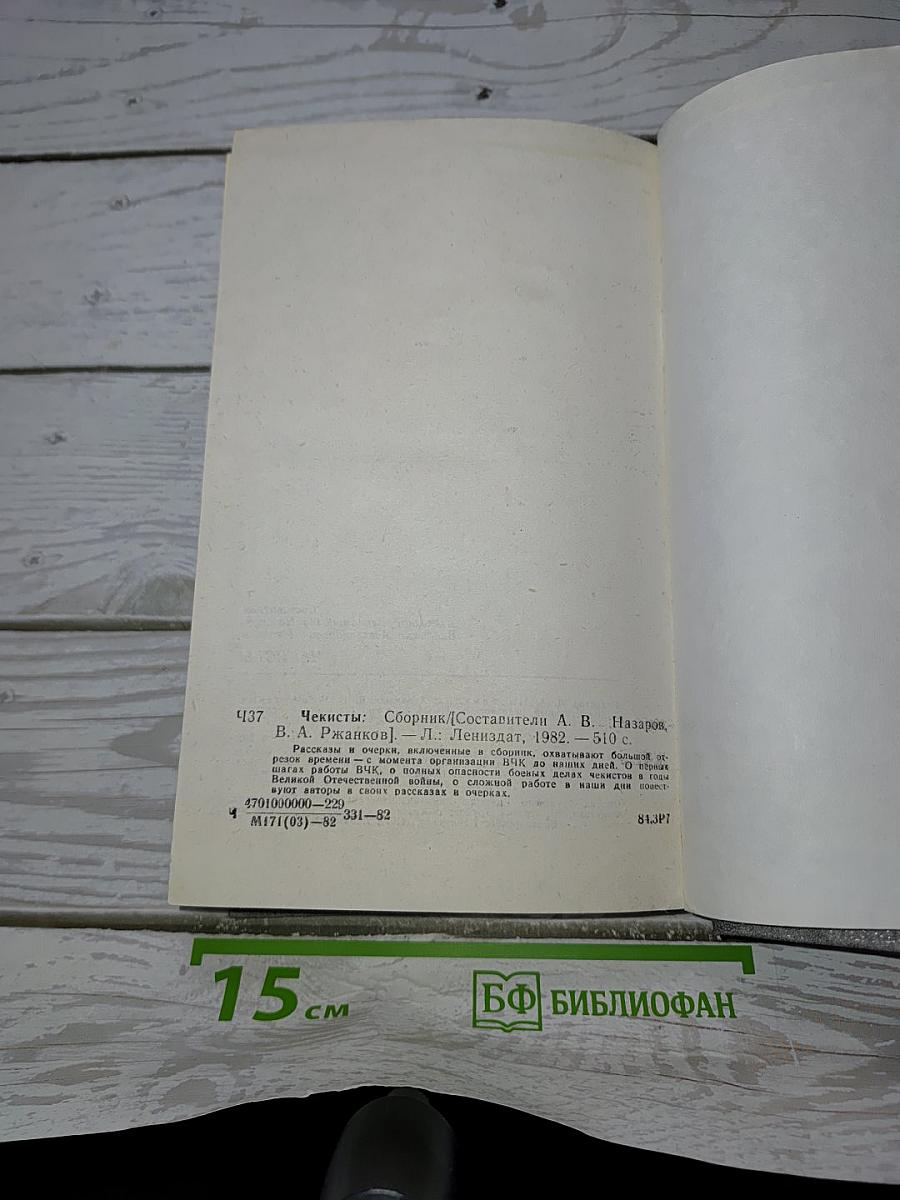 Ч37 Чекисты: Сборник/[Составители А. В. Назаров,
В. А. Ржанков]. — Л.: Лениздат, 1982. — 510 с.
Рассказы и очерки, включенные в сборник, охватывают большой от-
резок времени — с момента организации ВЧК до наших дней. О первых
шагах работы ВЧК, о полных опасности боевых делах чекистов в годы
Великой Отечественной войны, о сложной работе в наши дни повест-
вуют авторы в своих рассказах и очерках.
Ч 4701000000—229
М171(03)—82 331—82
84.3Р7
15 см
БФ БИБЛИОФАН